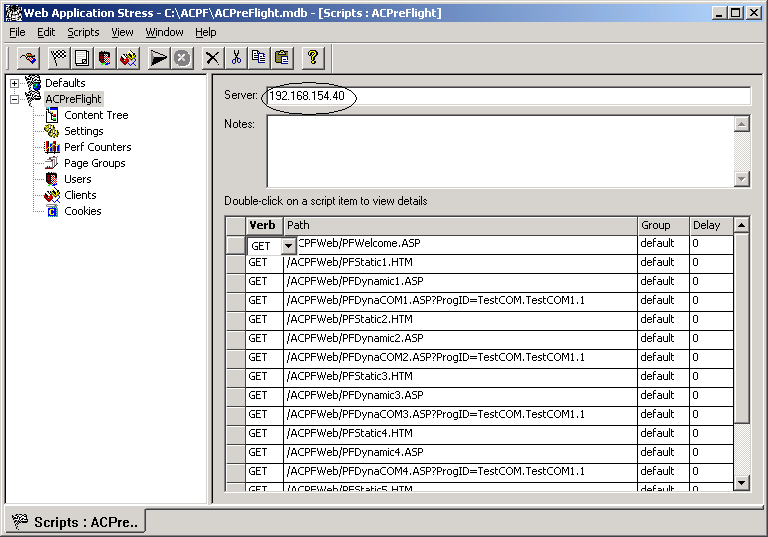 Web Application Stress - C:\ACPF\ACPreFlight.mdb - [Scripts : ACPreFlight]
File Edit Scripts View Window Help
Defaults
ACPreFlight
Content Tree
Settings
Perf Counters
Page Groups
Users
Clients
Cookies
Server: 192.168.154.40
Notes:
Double-click on a script item to view details
Verb Path Group Delay
GET CPFWeb/PFWelcome.ASP default 0
GET /ACPFWeb/PFStatic1.HTM default 0
GET /ACPFWeb/PFDynamic1.ASP default 0
GET /ACPFWeb/PFDynaCOM1.ASP?ProgID=TestCOM.TestCOM1.1 default 0
GET /ACPFWeb/PFStatic2.HTM default 0
GET /ACPFWeb/PFDynamic2.ASP default 0
GET /ACPFWeb/PFDynaCOM2.ASP?ProgID=TestCOM.TestCOM1.1 default 0
GET /ACPFWeb/PFStatic3.HTM default 0
GET /ACPFWeb/PFDynamic3.ASP default 0
GET /ACPFWeb/PFDynaCOM3.ASP?ProgID=TestCOM.TestCOM1.1 default 0
GET /ACPFWeb/PFStatic4.HTM default 0
GET /ACPFWeb/PFDynamic4.ASP default 0
GET /ACPFWeb/PFDynaCOM4.ASP?ProgID=TestCOM.TestCOM1.1 default 0
GET /ACPFWeb/PFStatic5.HTM default 0
Scripts : ACPre..